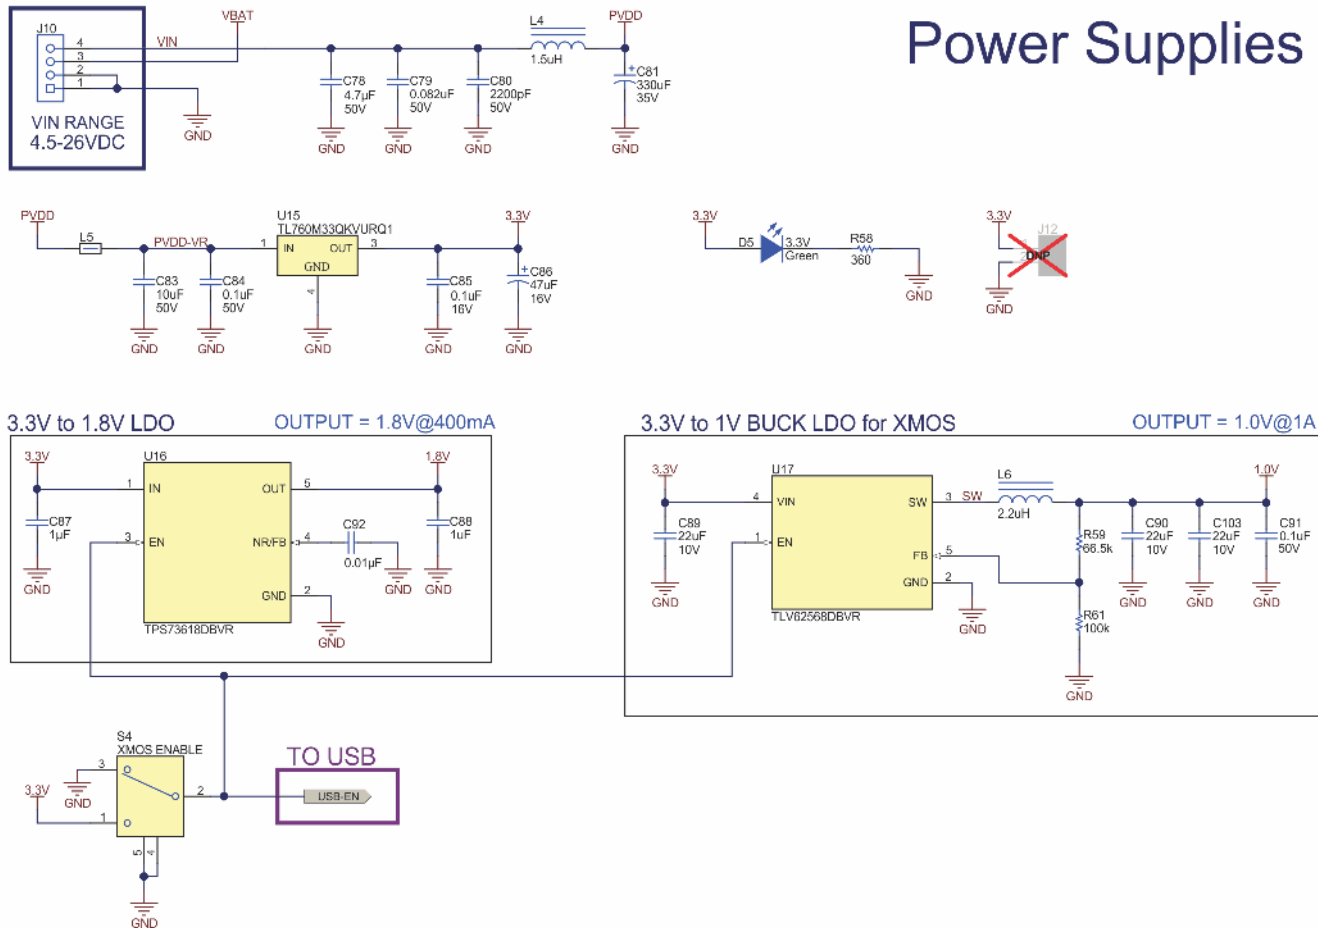 Power Supplies
J10
4
3
2
1
VIN
VBAT
VIN RANGE
4.5-26VDC
GND
C78
4.7µF
50V
GND
C79
0.082uF
50V
GND
C80
2200pF
50V
GND
L4
1.5uH
PVDD
C81
330uF
35V
GND
PVDD
L5
PVDD-VR
C83
10uF
50V
GND
C84
0.1uF
50V
GND
U15
TL760M33QKVURQ1
1
IN
OUT
3
GND
4
GND
C85
0.1uF
16V
GND
3.3V
C86
47uF
16V
GND
3.3V
D5
3.3V
Green
R58
360
GND
3.3V
J12
DNP
GND
3.3V to 1.8V LDO
OUTPUT = 1.8V@400mA
3.3V
C87
1µF
GND
U16
1
IN
OUT
5
3
EN
NR/FB
4
GND
2
TPS73618DBVR
C92
0.01µF
GND
GND
1.8V
C88
1uF
GND
3.3V to 1V BUCK LDO for XMOS
OUTPUT = 1.0V@1A
3.3V
C89
22uF
10V
GND
U17
4
VIN
SW
3
SW
1
EN
FB
5
GND
2
TLV62568DBVR
GND
L6
2.2uH
R59
66.5k
R61
100k
GND
C90
22uF
10V
GND
C103
22uF
10V
GND
1.0V
C91
0.1uF
50V
GND
S4
XMOS ENABLE
3
GND
3.3V
1
2
5
4
GND
TO USB
USB-EN